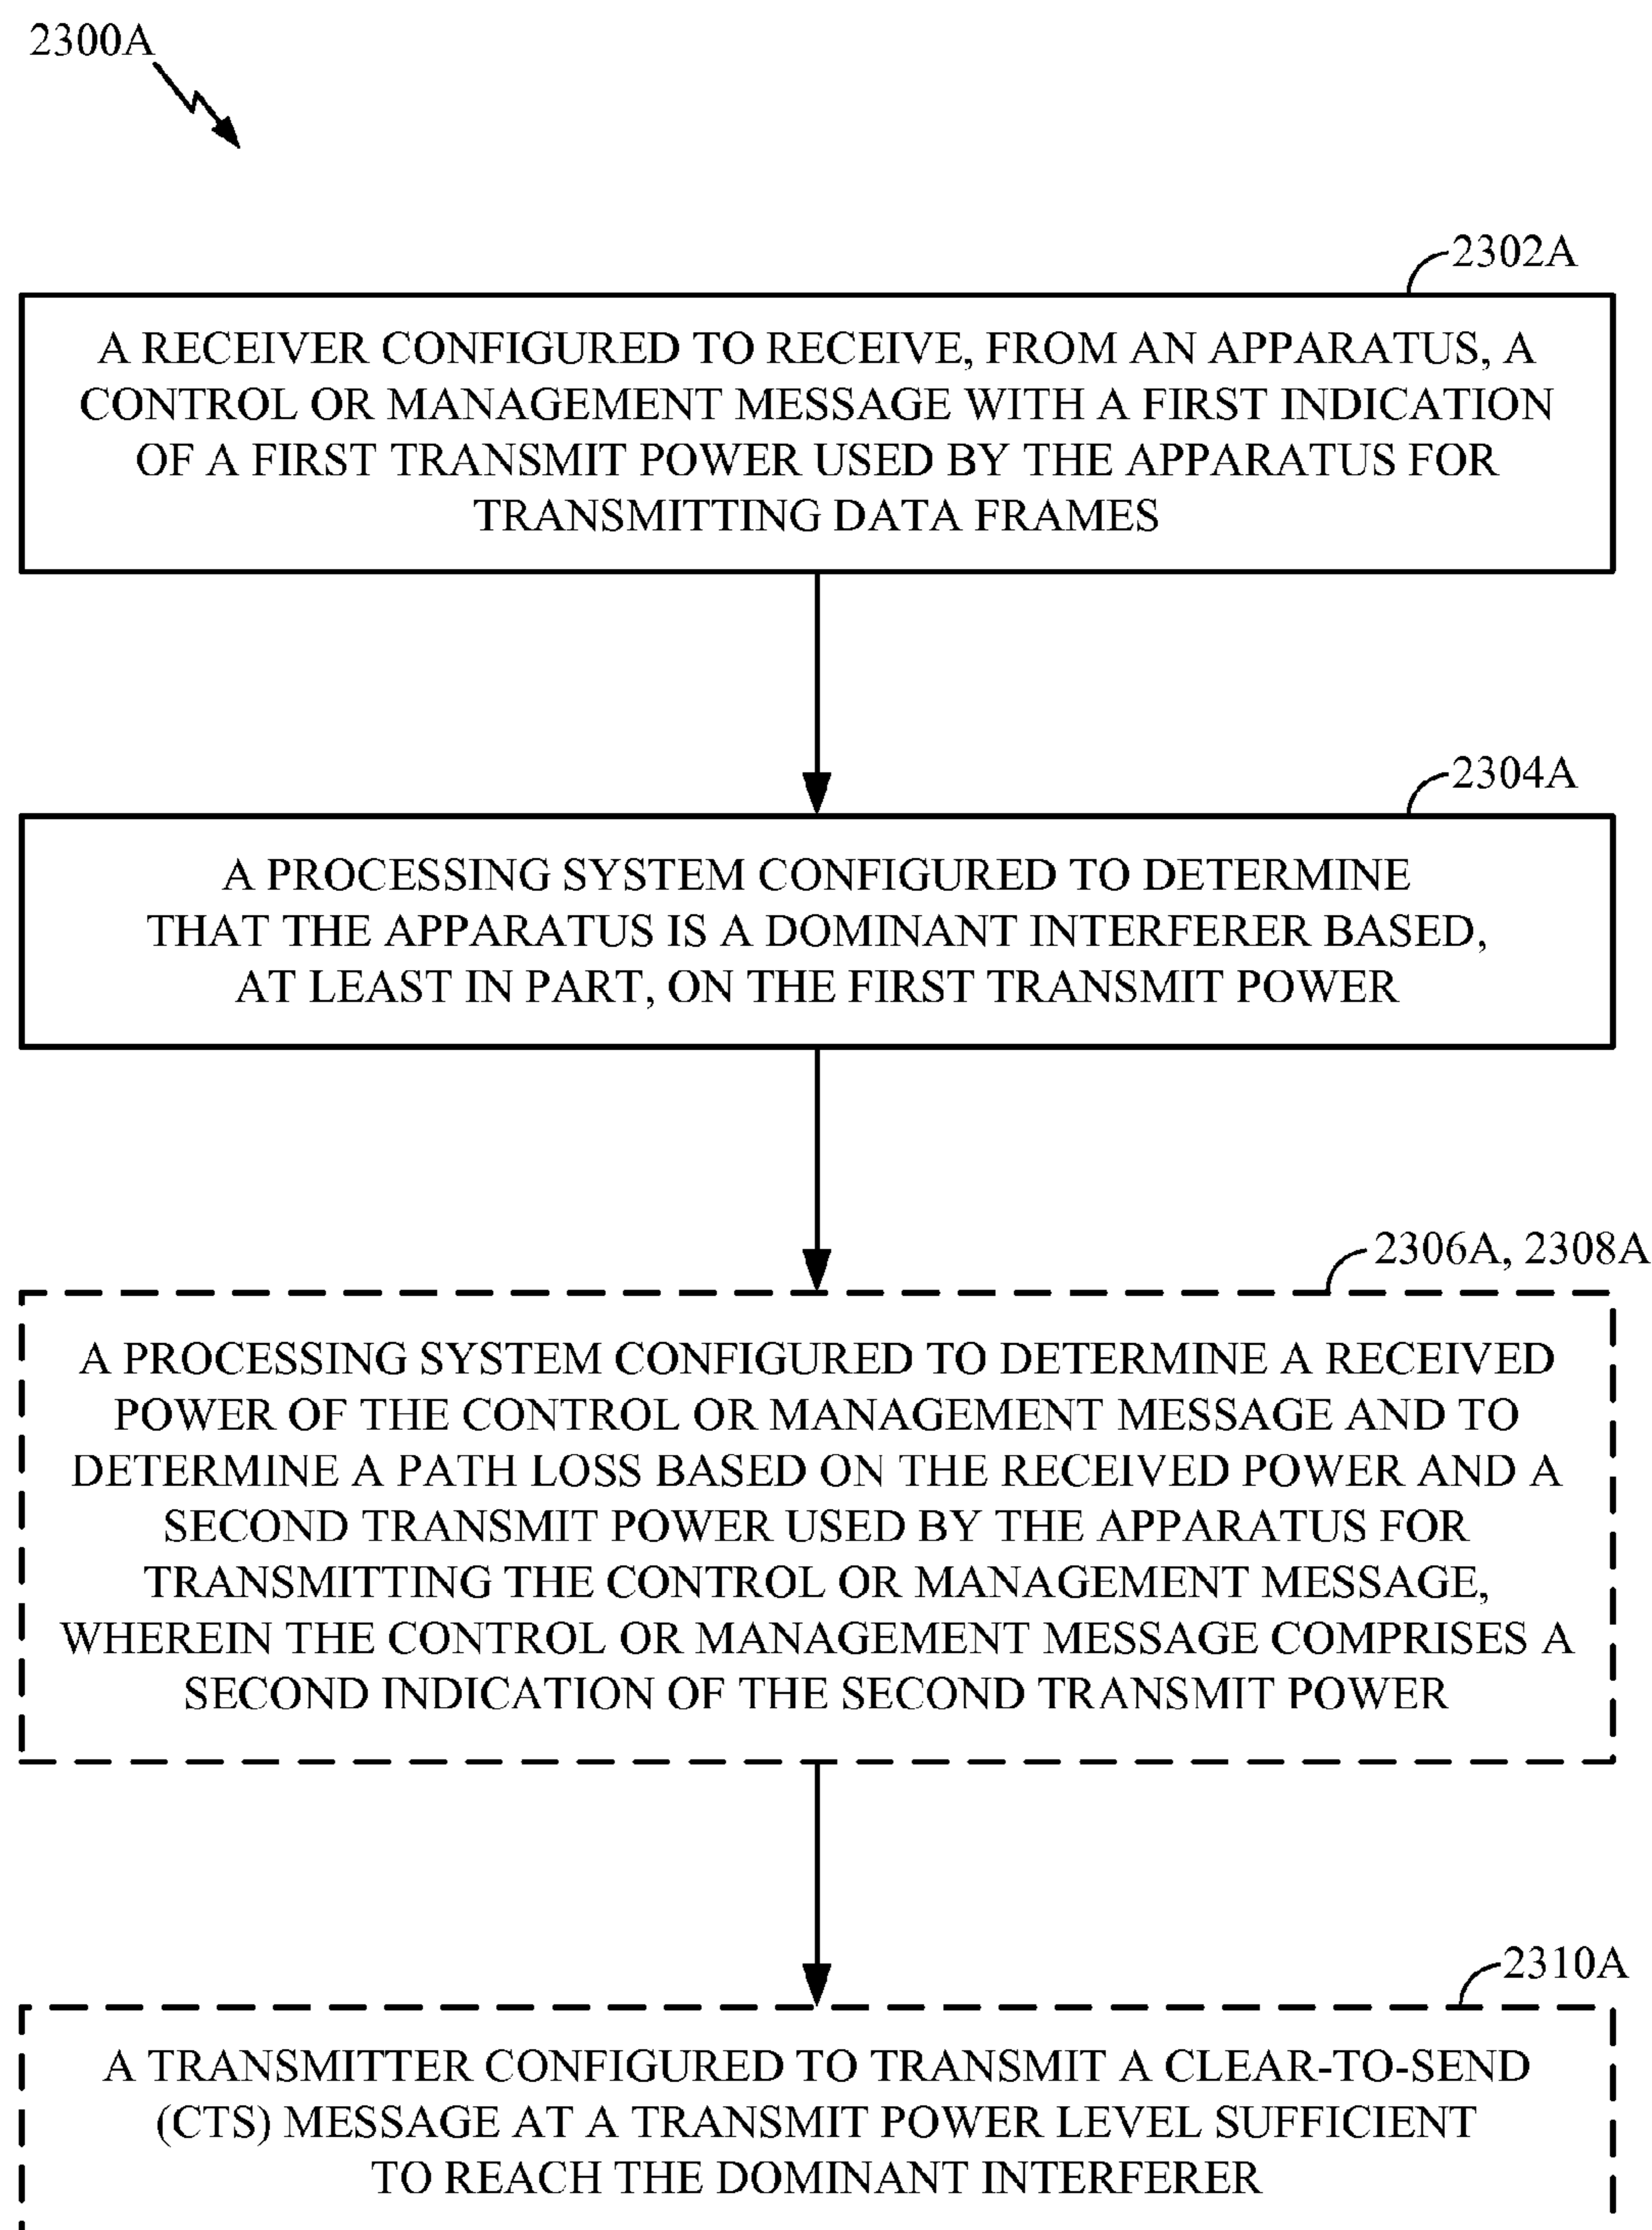 2300A
2302A
A RECEIVER CONFIGURED TO RECEIVE, FROM AN APPARATUS, A
CONTROL OR MANAGEMENT MESSAGE WITH A FIRST INDICATION
OF A FIRST TRANSMIT POWER USED BY THE APPARATUS FOR
TRANSMITTING DATA FRAMES
2304A
A PROCESSING SYSTEM CONFIGURED TO DETERMINE
THAT THE APPARATUS IS A DOMINANT INTERFERER BASED,
AT LEAST IN PART, ON THE FIRST TRANSMIT POWER
2306A, 2308A
A PROCESSING SYSTEM CONFIGURED TO DETERMINE A RECEIVED
POWER OF THE CONTROL OR MANAGEMENT MESSAGE AND TO
DETERMINE A PATH LOSS BASED ON THE RECEIVED POWER AND A
SECOND TRANSMIT POWER USED BY THE APPARATUS FOR
TRANSMITTING THE CONTROL OR MANAGEMENT MESSAGE,
WHEREIN THE CONTROL OR MANAGEMENT MESSAGE COMPRISES A
SECOND INDICATION OF THE SECOND TRANSMIT POWER
2310A
A TRANSMITTER CONFIGURED TO TRANSMIT A CLEAR-TO-SEND
(CTS) MESSAGE AT A TRANSMIT POWER LEVEL SUFFICIENT
TO REACH THE DOMINANT INTERFERER